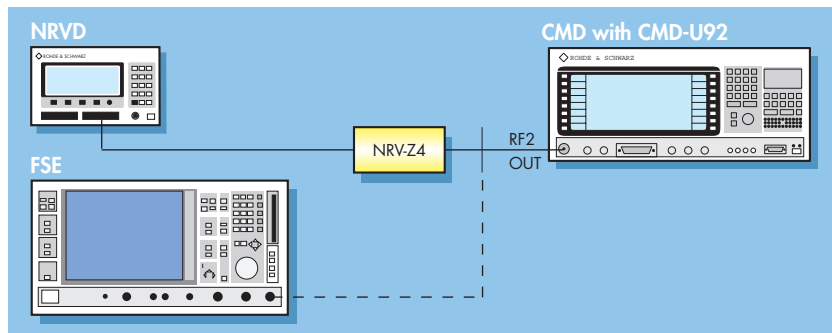 NRVD
CMD with CMD-U92
ROHDE & SCHWARZ
ROHDE & SCHWARZ
NRV-Z4
RF2
OUT
FSE